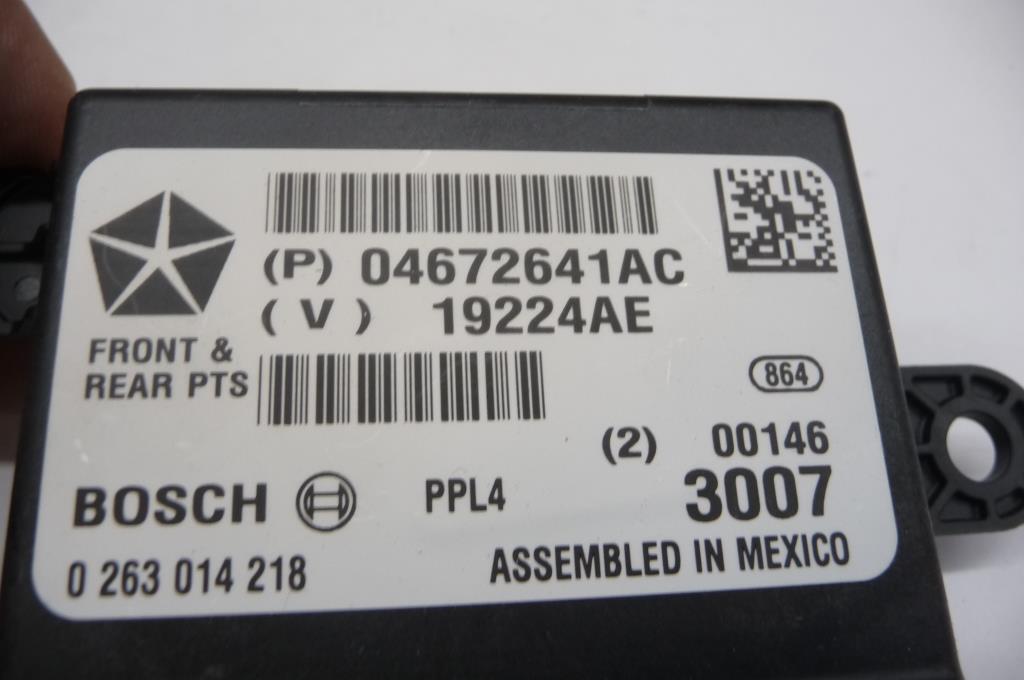 (P) 04672641AC
(V) 19224AE
FRONT &
REAR PTS
864
(2) 00146
BOSCH PPL4 3007
0 263 014 218 ASSEMBLED IN MEXICO